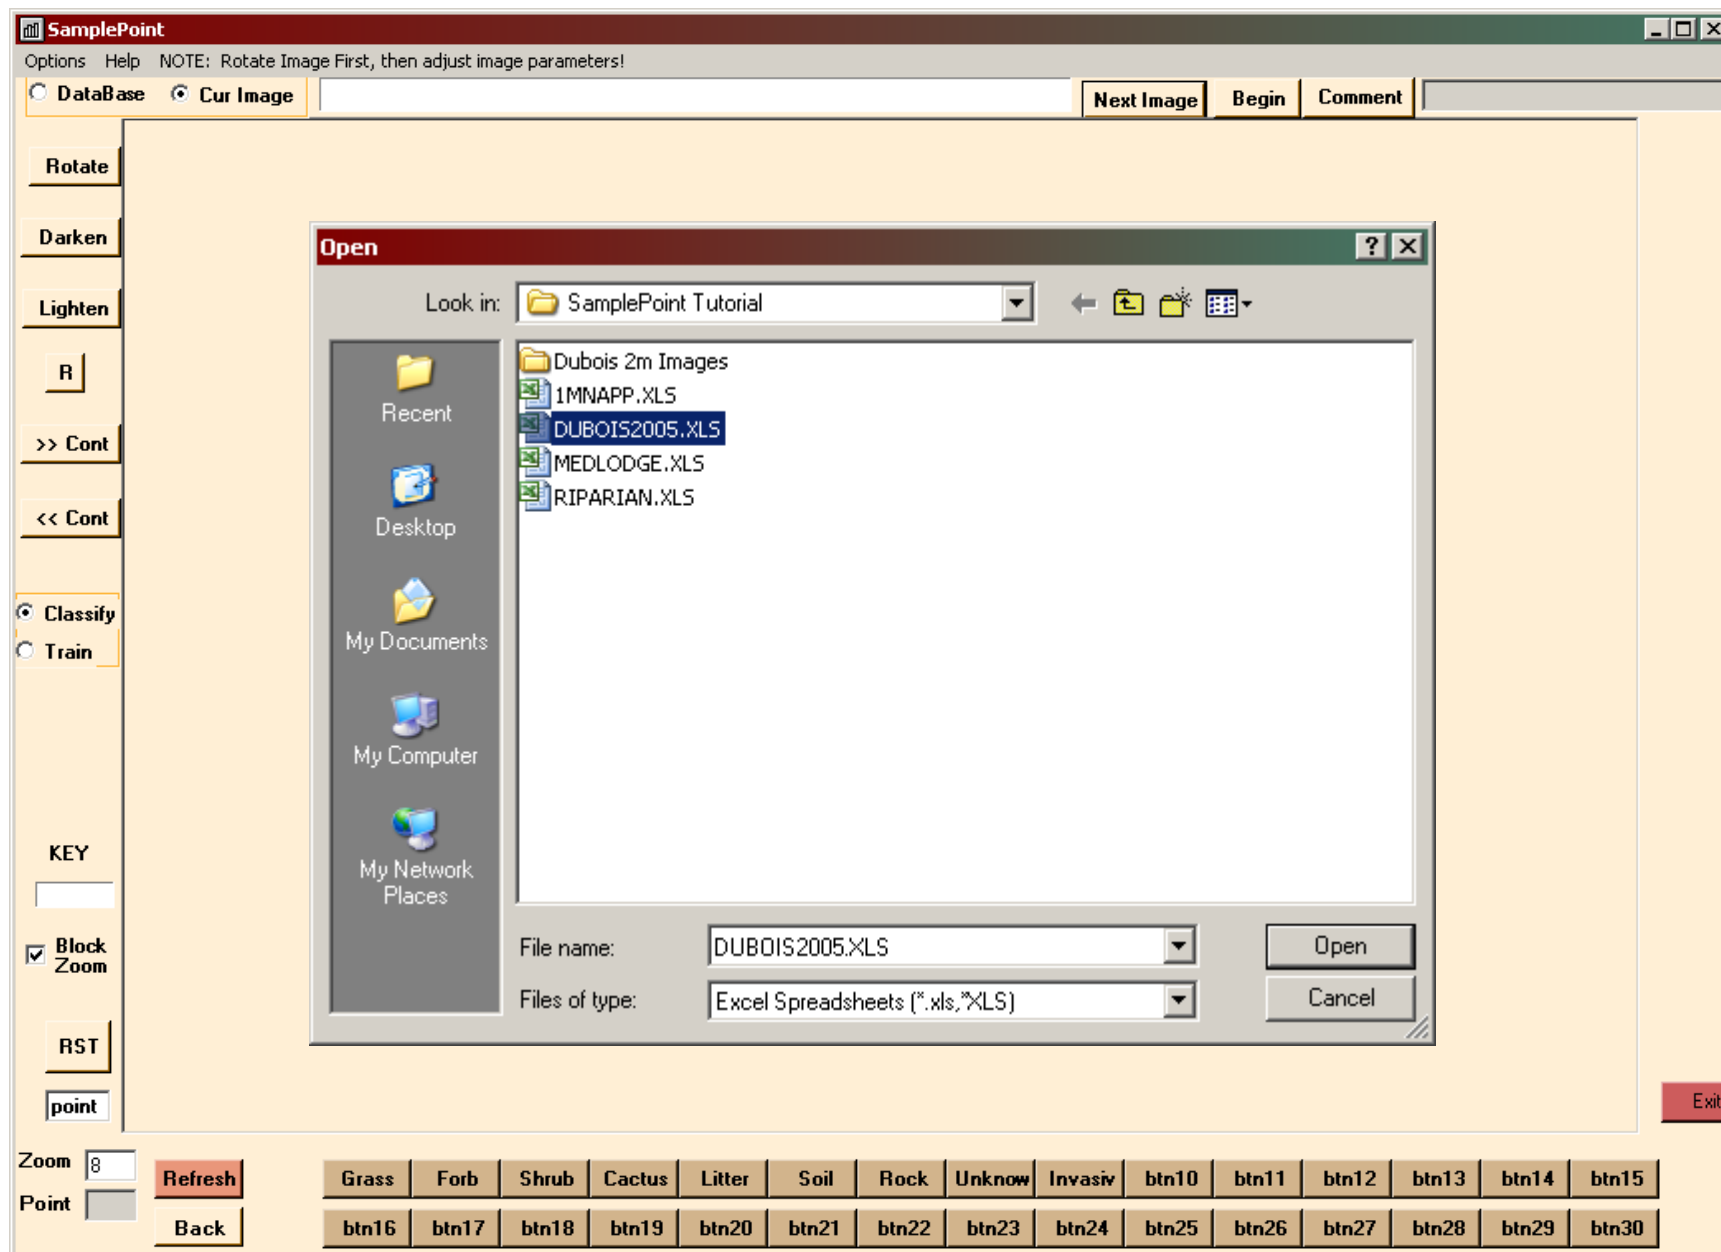 SamplePoint
Options Help NOTE: Rotate Image First, then adjust image parameters!
DataBase Cur Image Next Image Begin Comment
Rotate
Darken
Lighten
R
>> Cont
<< Cont
Classify
Train
KEY
Block
Zoom
RST
point
Open
Look in: SamplePoint Tutorial
Recent
Desktop
My Documents
My Computer
My Network
Places
Dubois 2m Images
1MNAPP.XLS
DUBOIS2005.XLS
MEDLODGE.XLS
RIPARIAN.XLS
File name: DUBOIS2005.XLS Open
Files of type: Excel Spreadsheets (*.xls,*XLS) Cancel
Exit
Zoom 8
Point
Refresh
Back
Grass Forb Shrub Cactus Litter Soil Rock Unknow Invasiv btn10 btn11 btn12 btn13 btn14 btn15
btn16 btn17 btn18 btn19 btn20 btn21 btn22 btn23 btn24 btn25 btn26 btn27 btn28 btn29 btn30